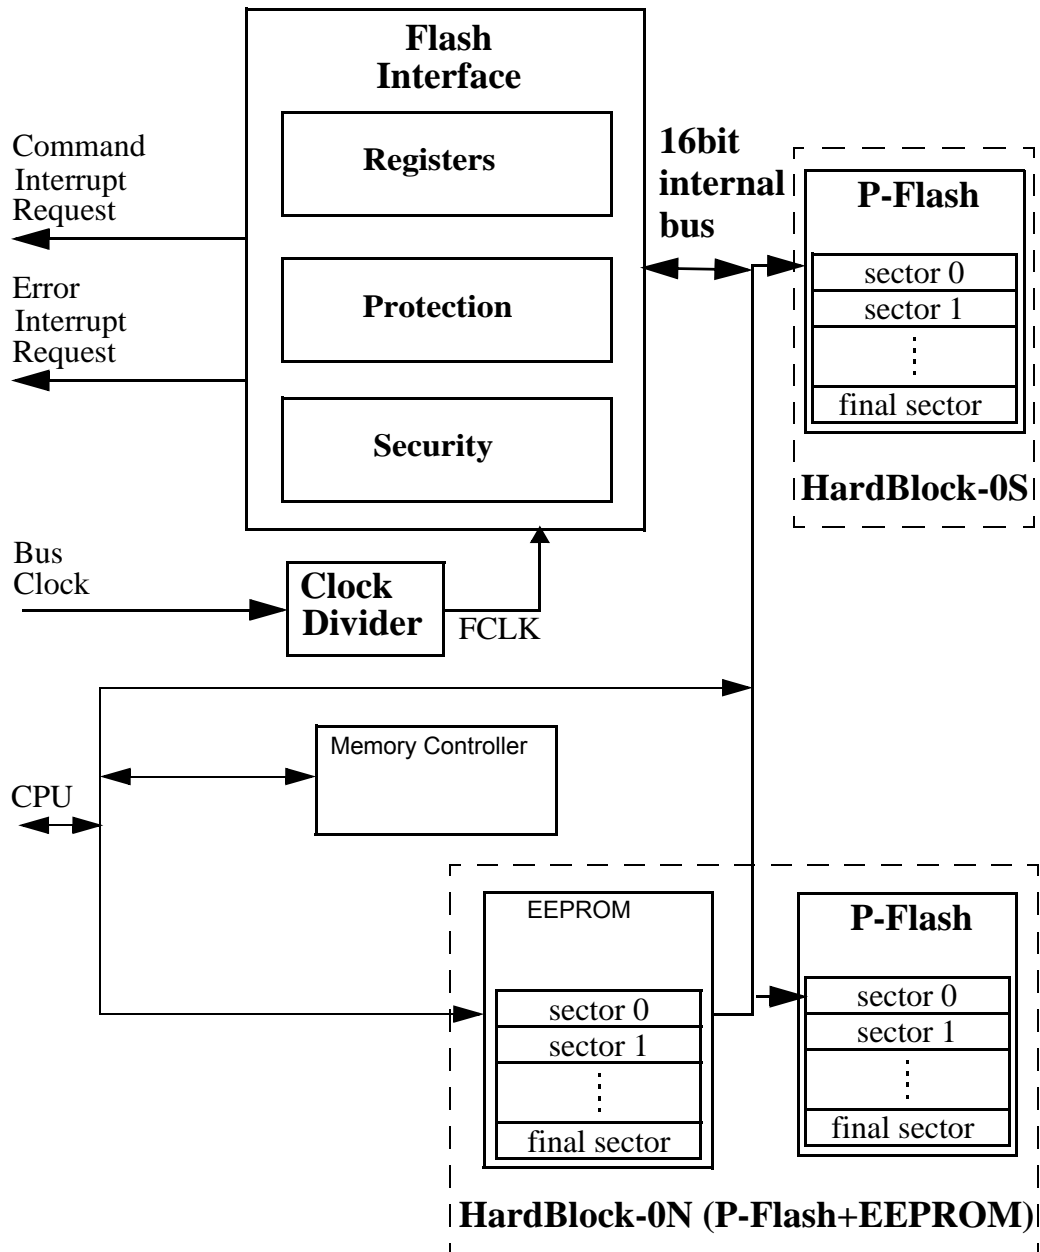 Flash
Interface
Registers
Protection
Security
Command
Interrupt
Request
Error
Interrupt
Request
16bit
internal
bus
P-Flash
sector 0
sector 1
final sector
HardBlock-0S
Bus
Clock
Clock
Divider
FCLK
Memory Controller
CPU
EEPROM
sector 0
sector 1
final sector
P-Flash
sector 0
sector 1
final sector
HardBlock-0N (P-Flash+EEPROM)